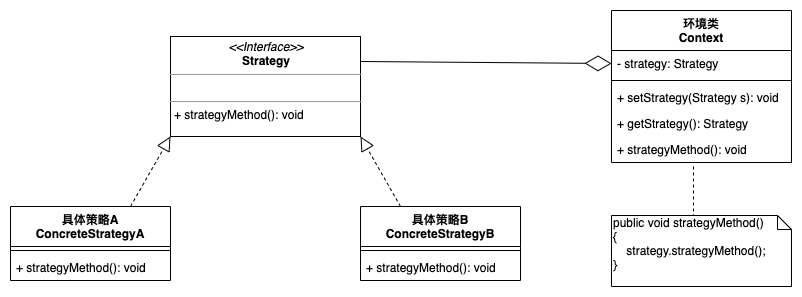 <<Interface>>
Strategy
+ strategyMethod(): void
环境类
Context
- strategy: Strategy
+ setStrategy(Strategy s): void
+ getStrategy(): Strategy
+ strategyMethod(): void
具体策略A
ConcreteStrategyA
+ strategyMethod(): void
具体策略B
ConcreteStrategyB
+ strategyMethod(): void
public void strategyMethod()
{
strategy.strategyMethod();
}